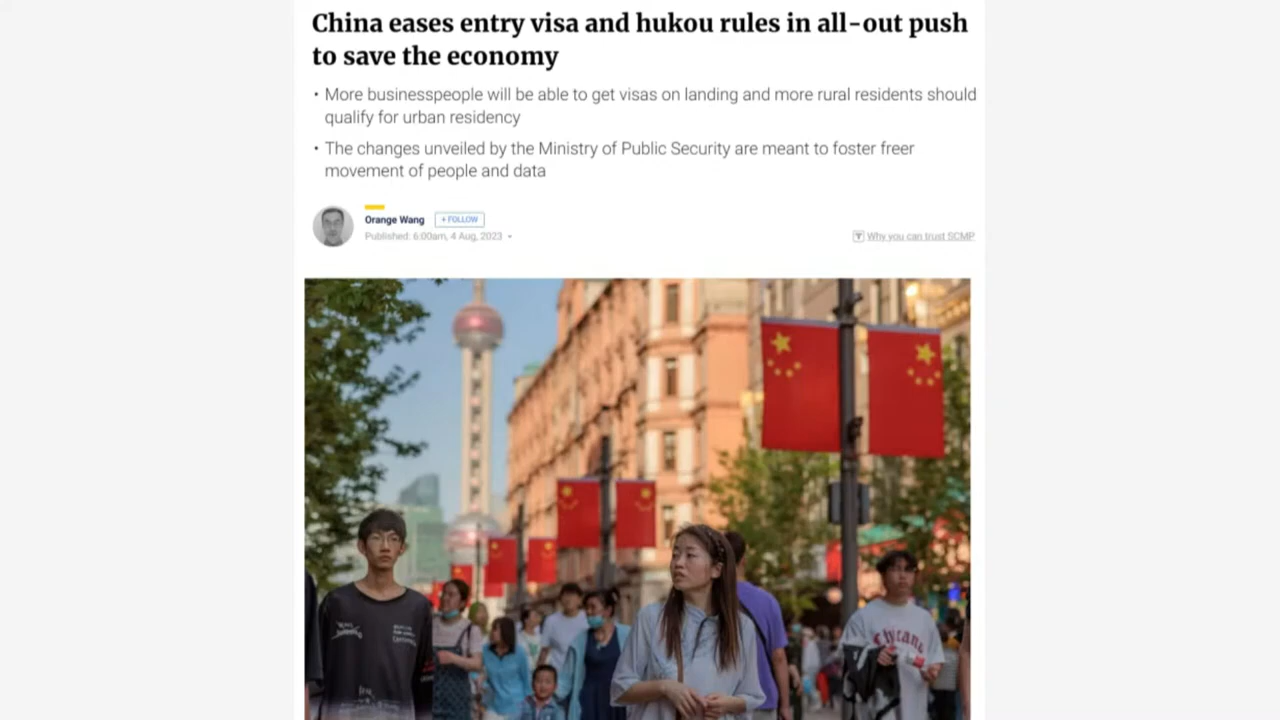 China eases entry visa and hukou rules in all-out push
to save the economy
• More businesspeople will be able to get visas on landing and more rural residents should
qualify for urban residency
• The changes unveiled by the Ministry of Public Security are meant to foster freer
movement of people and data
Orange Wang + FOLLOW
Published: 6:00am, 4 Aug, 2023
Why you can trust SCMP